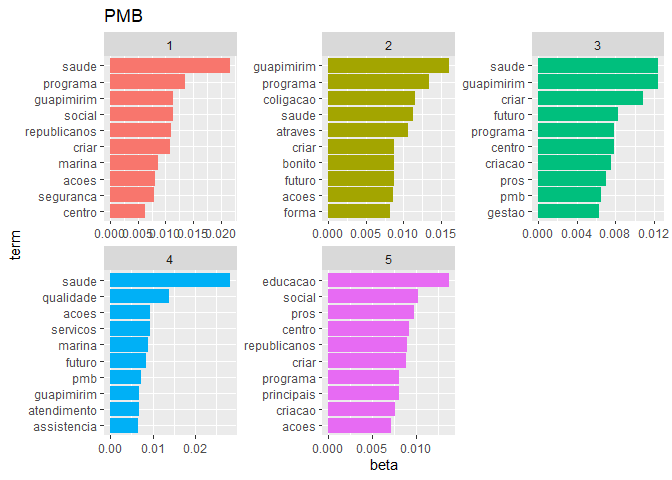 PMB
1
saude
programa
guapimirim
social
republicanos
criar
marina
acoes
seguranca
centro
0.000 0.005 0.010 0.015 0.020
2
guapimirim
programa
coligacao
saude
atraves
criar
bonito
futuro
acoes
forma
0.000 0.005 0.010 0.015
3
saude
guapimirim
criar
futuro
programa
centro
criacao
pros
pmb
gestao
0.000 0.004 0.008 0.012
term
4
saude
qualidade
acoes
servicos
marina
futuro
pmb
guapimirim
atendimento
assistencia
0.00 0.01 0.02
5
educacao
social
pros
centro
republicanos
criar
programa
principais
criacao
acoes
0.000 0.005 0.010
beta